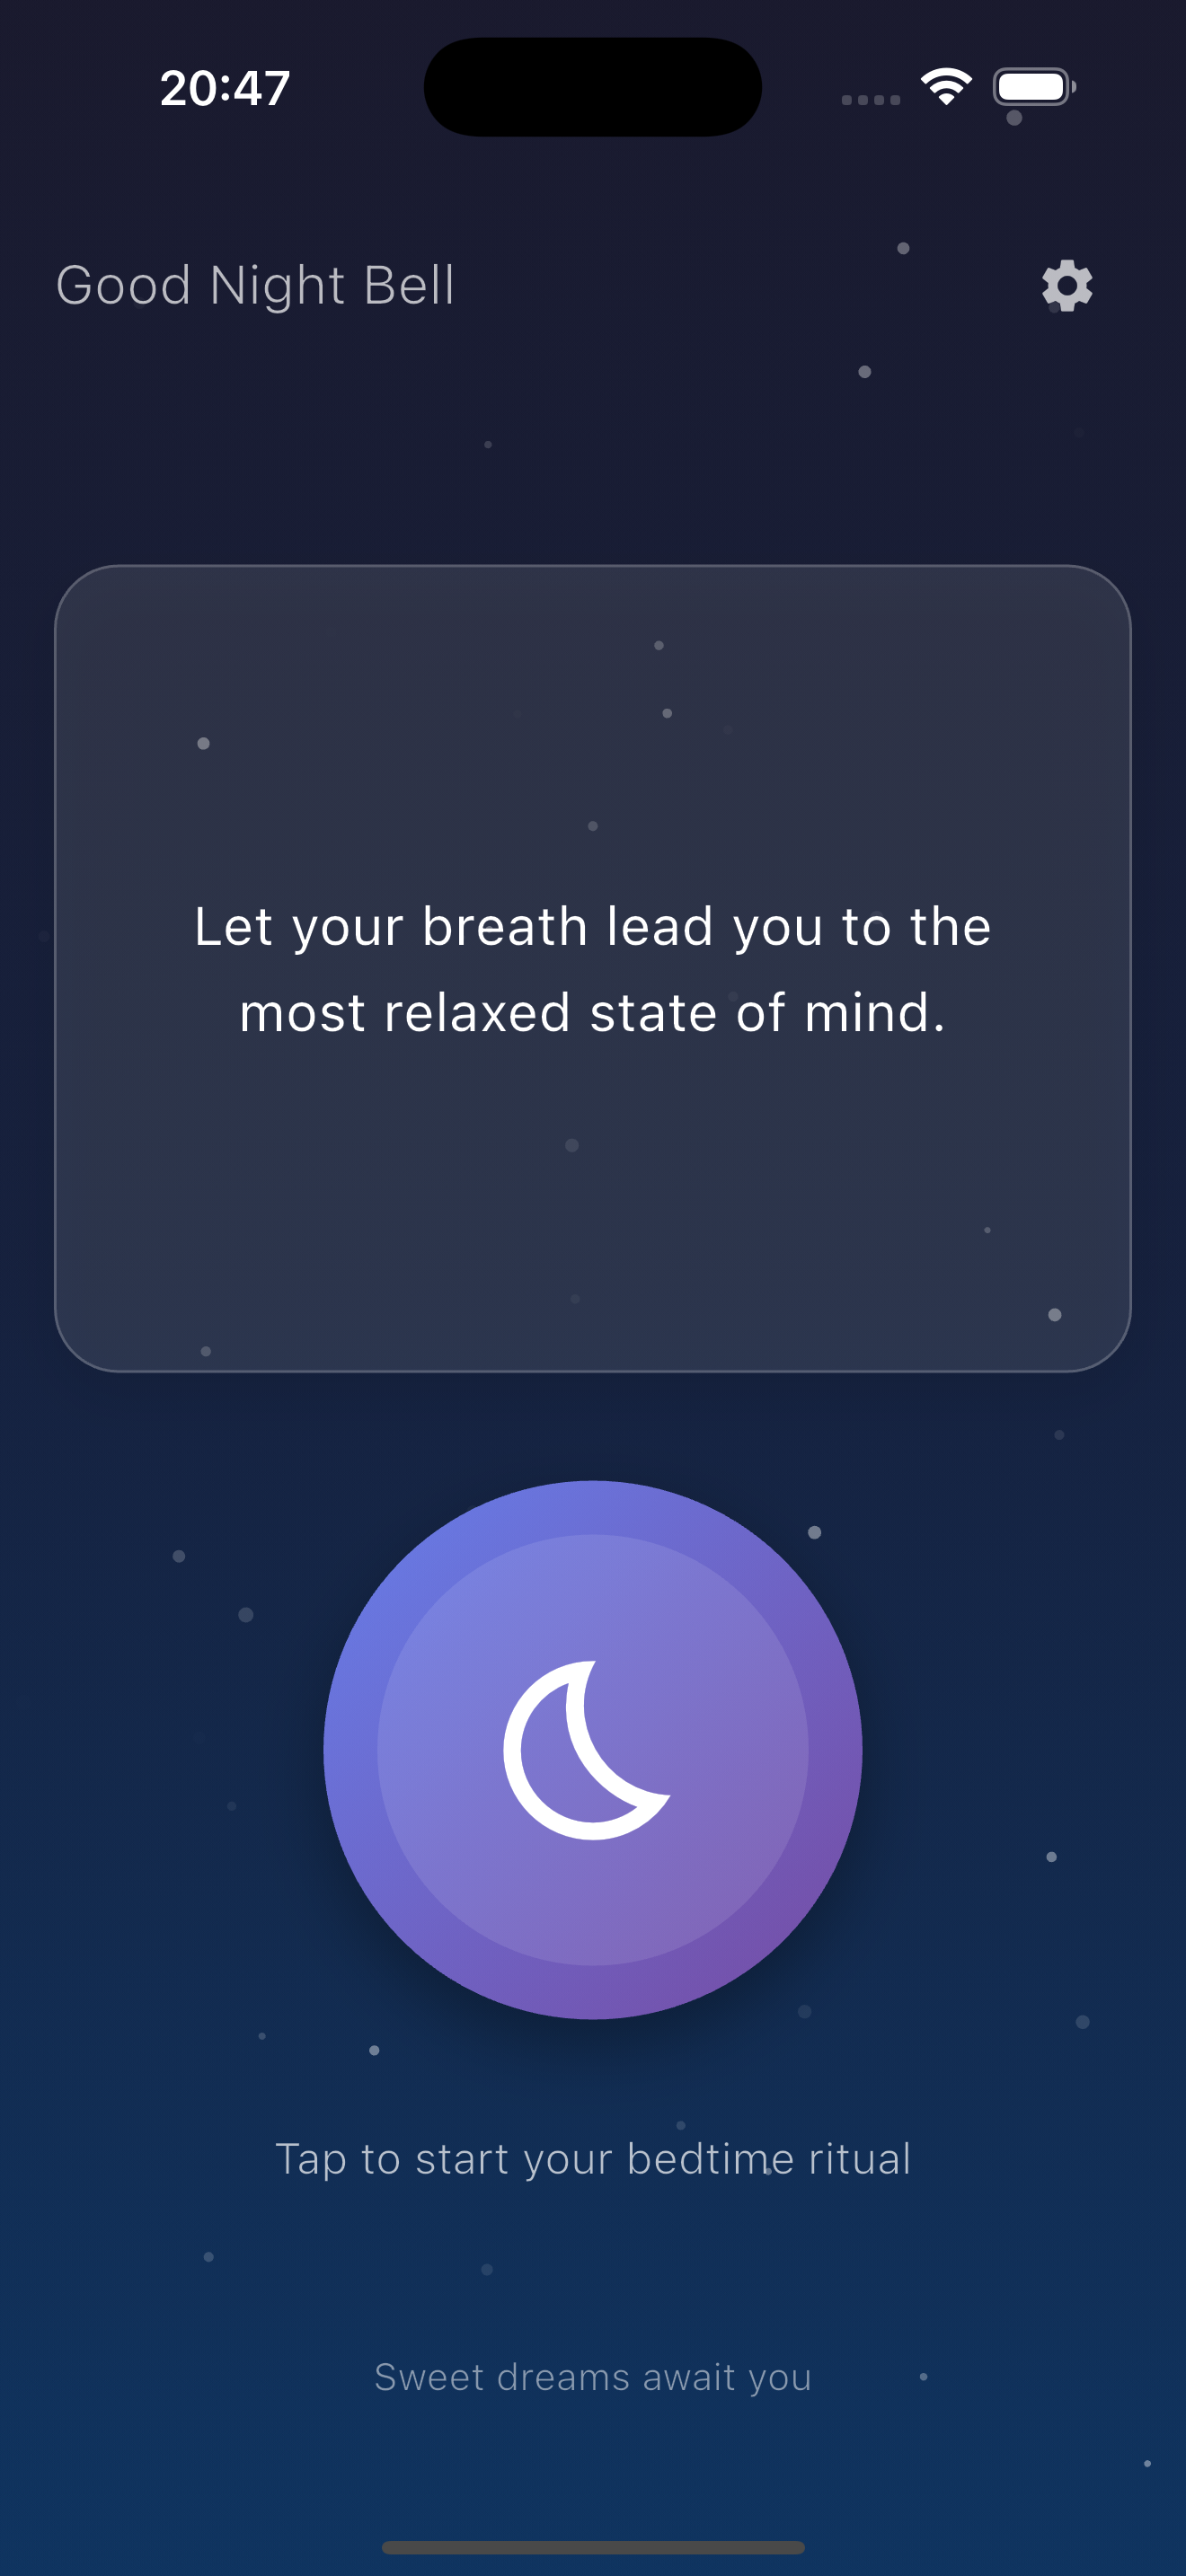 20:47
Good Night Bell
Let your breath lead you to the
most relaxed state of mind.
Tap to start your bedtime ritual
Sweet dreams await you